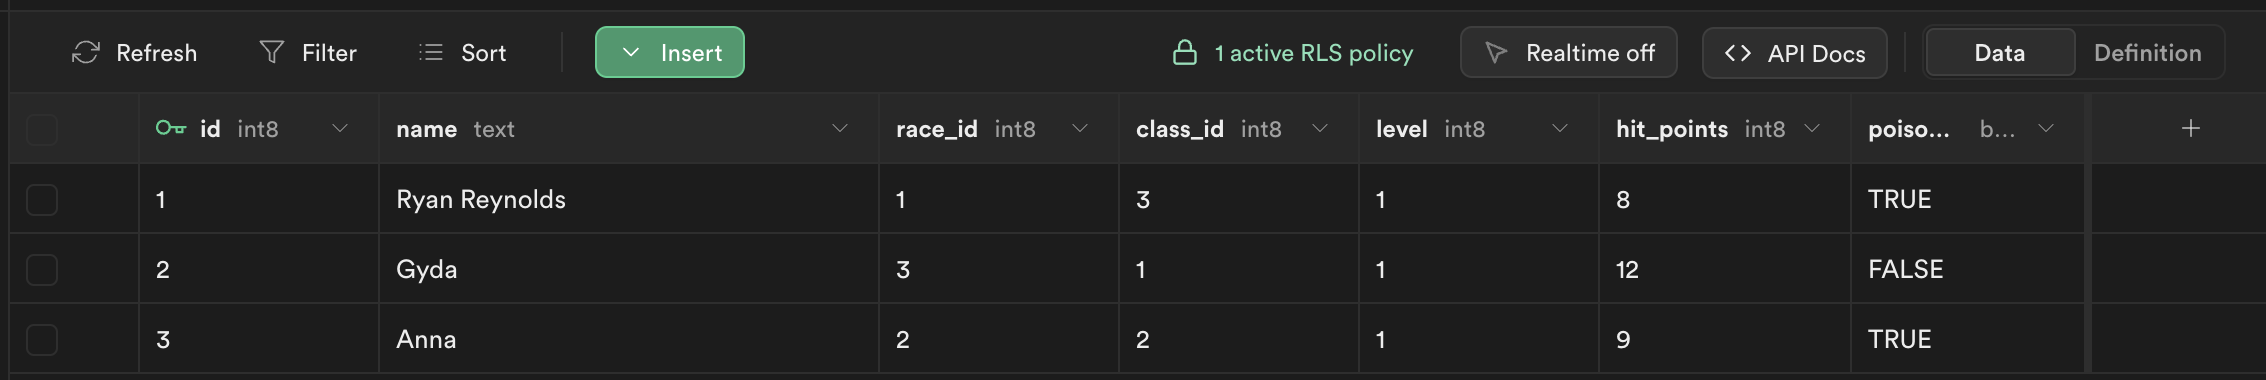 Refresh Filter Sort Insert 1 active RLS policy Realtime off API Docs Data Definition
id int8 name text race_id int8 class_id int8 level int8 hit_points int8 poiso... b... +
1 Ryan Reynolds 1 3 1 8 TRUE
2 Gyda 3 1 1 12 FALSE
3 Anna 2 2 1 9 TRUE